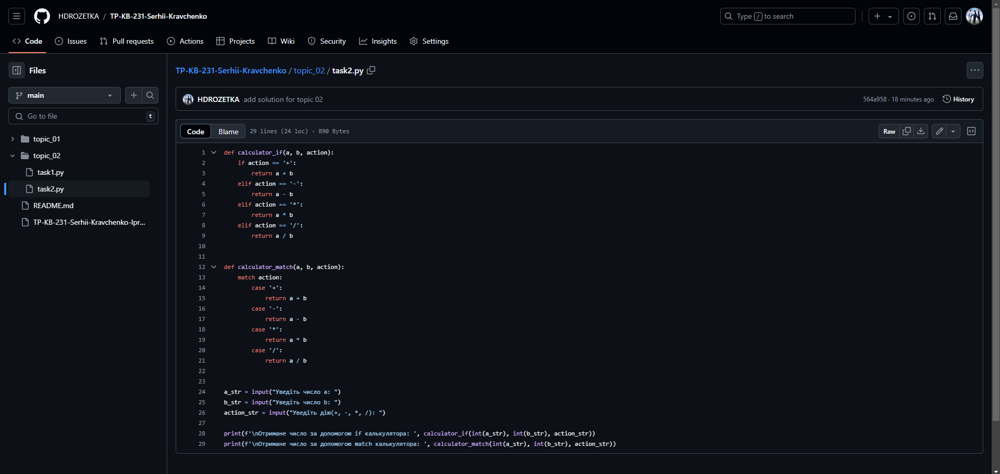 HDROZETKA / TP-KB-231-Serhii-Kravchenko
Type / to search
Code Issues Pull requests Actions Projects Wiki Security Insights Settings
Files
main
Go to file t
topic_01
topic_02
task1.py
task2.py
README.md
TP-KB-231-Serhii-Kravchenko-lpr...
TP-KB-231-Serhii-Kravchenko / topic_02 / task2.py
HDROZETKA add solution for topic 02
564a958 · 18 minutes ago History
Code Blame 29 lines (24 loc) · 890 Bytes
Raw
1 def calculator_if(a, b, action):
2     if action == '+':
3         return a + b
4     elif action == '-':
5         return a - b
6     elif action == '*':
7         return a * b
8     elif action == '/':
9         return a / b
10
11
12 def calculator_match(a, b, action):
13     match action:
14         case '+':
15             return a + b
16         case '-':
17             return a - b
18         case '*':
19             return a * b
20         case '/':
21             return a / b
22
23
24 a_str = input("Уведіть число a: ")
25 b_str = input("Уведіть число b: ")
26 action_str = input("Уведіть дію(+, -, *, /): ")
27
28 print(f'\nОтримане число за допомогою if калькулятора: ', calculator_if(int(a_str), int(b_str), action_str))
29 print(f'\nОтримане число за допомогою match калькулятора: ', calculator_match(int(a_str), int(b_str), action_str))